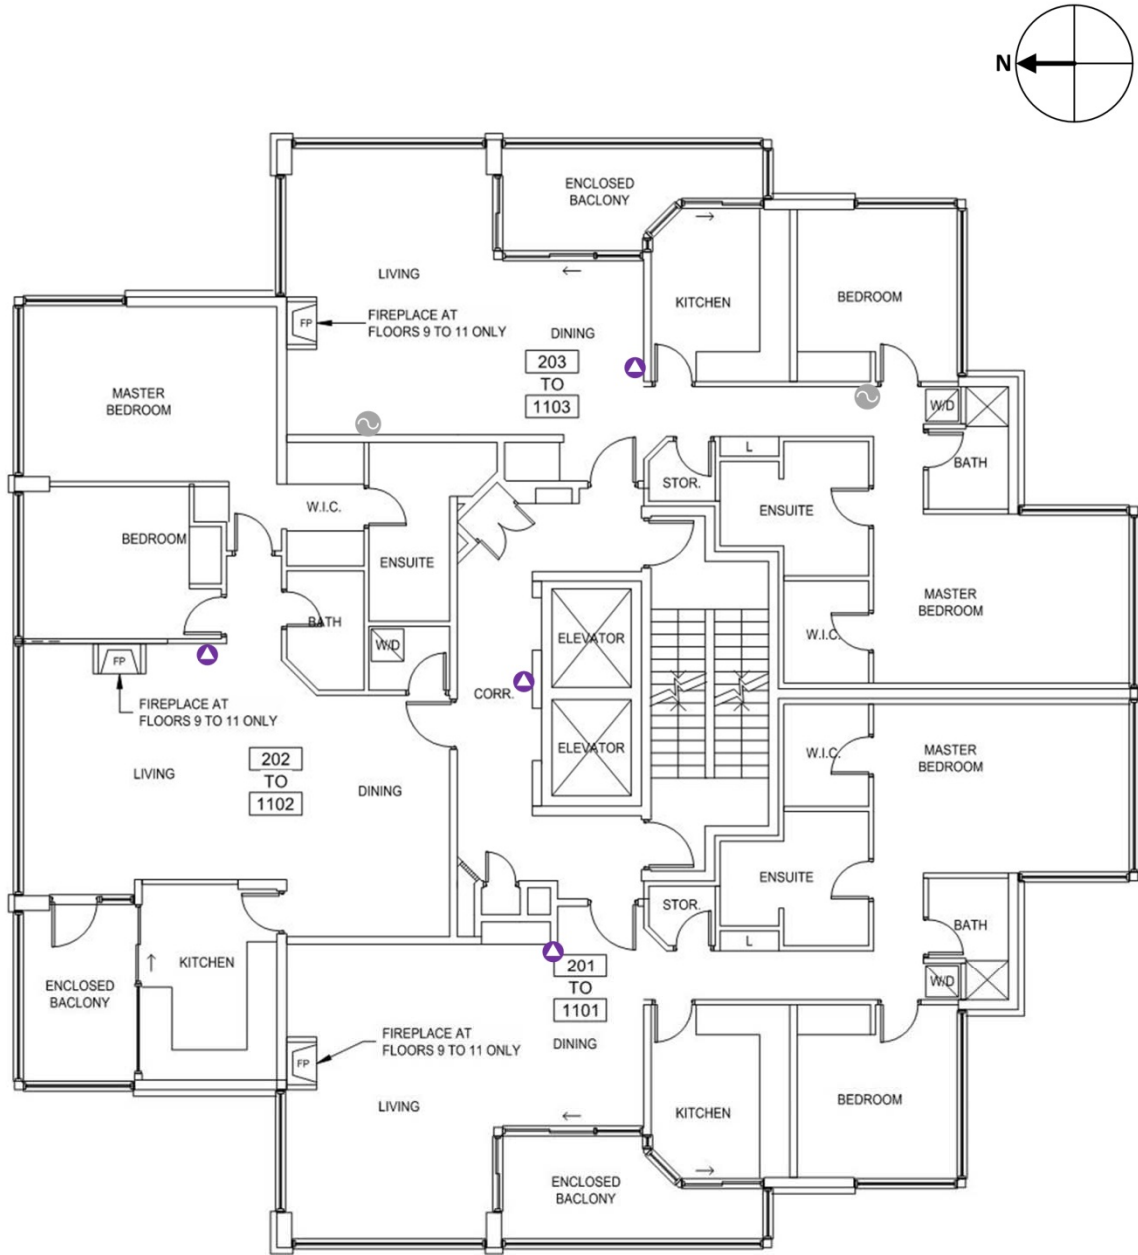 N
ENCLOSED
BACLONY
LIVING
KITCHEN
BEDROOM
FP
FIREPLACE AT
FLOORS 9 TO 11 ONLY
DINING
203
TO
1103
MASTER
BEDROOM
W/D
L
STOR.
BATH
W.I.C.
ENSUITE
ENSUITE
BEDROOM
ENSUITE
BATH
MASTER
BEDROOM
W.I.C.
W/D
ELEVATOR
FP
CORR.
FIREPLACE AT
FLOORS 9 TO 11 ONLY
202
TO
1102
LIVING
DINING
ELEVATOR
W.I.C.
MASTER
BEDROOM
ENSUITE
STOR.
BATH
L
KITCHEN
ENCLOSED
BACLONY
201
TO
1101
W/D
FIREPLACE AT
FLOORS 9 TO 11 ONLY
FP
DINING
LIVING
KITCHEN
BEDROOM
ENCLOSED
BACLONY